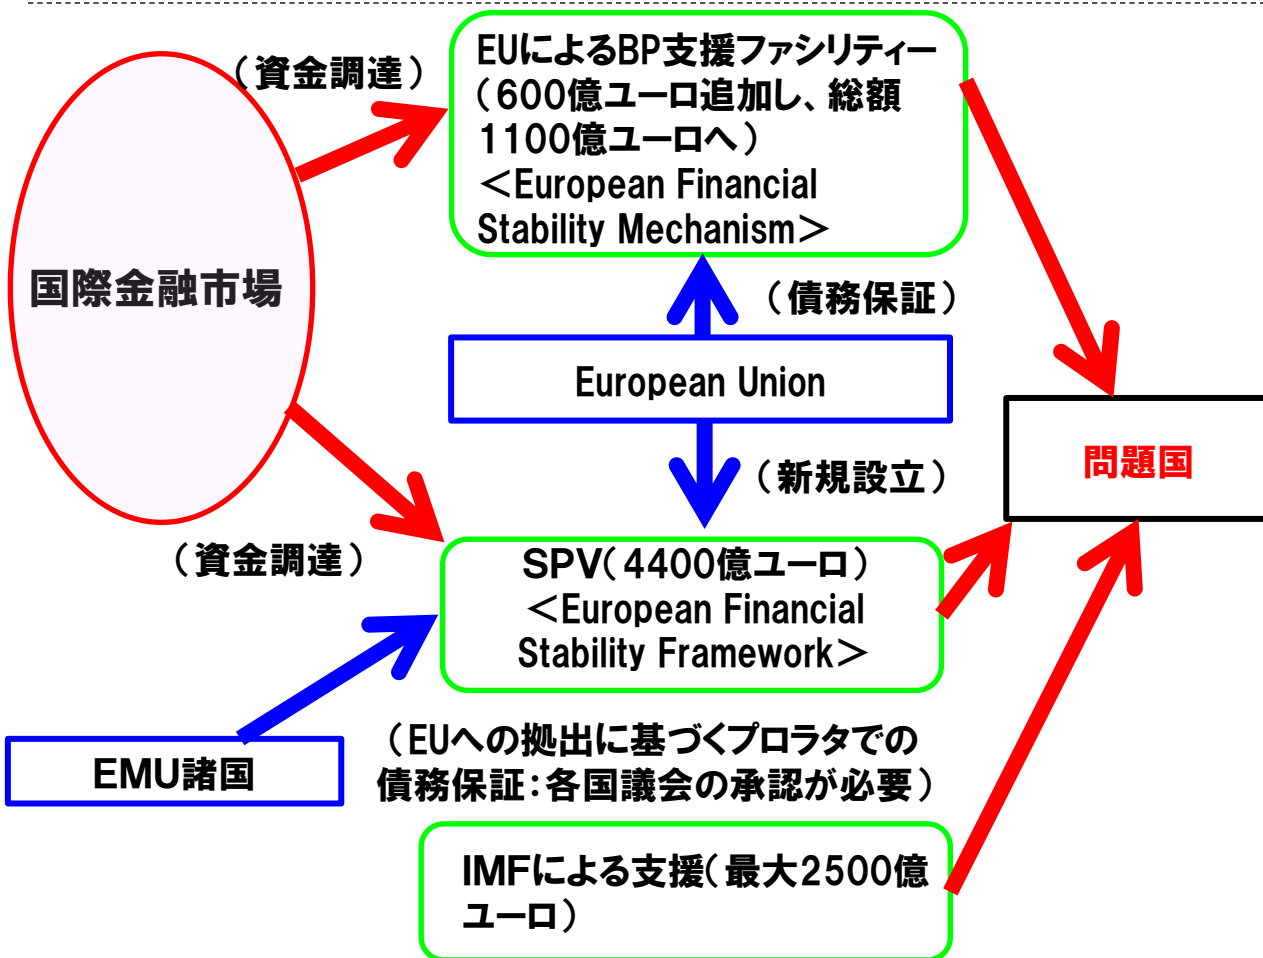 （資金調達）
EUによるBP支援ファシリティー
（600億ユーロ追加し、総額
1100億ユーロへ）
＜European Financial
Stability Mechanism＞
国際金融市場
（債務保証）
European Union
（新規設立）
問題国
（資金調達）
SPV（4400億ユーロ）
＜European Financial
Stability Framework＞
EMU諸国
（EUへの拠出に基づくプロラタでの
債務保証：各国議会の承認が必要）
IMFによる支援（最大2500億
ユーロ）